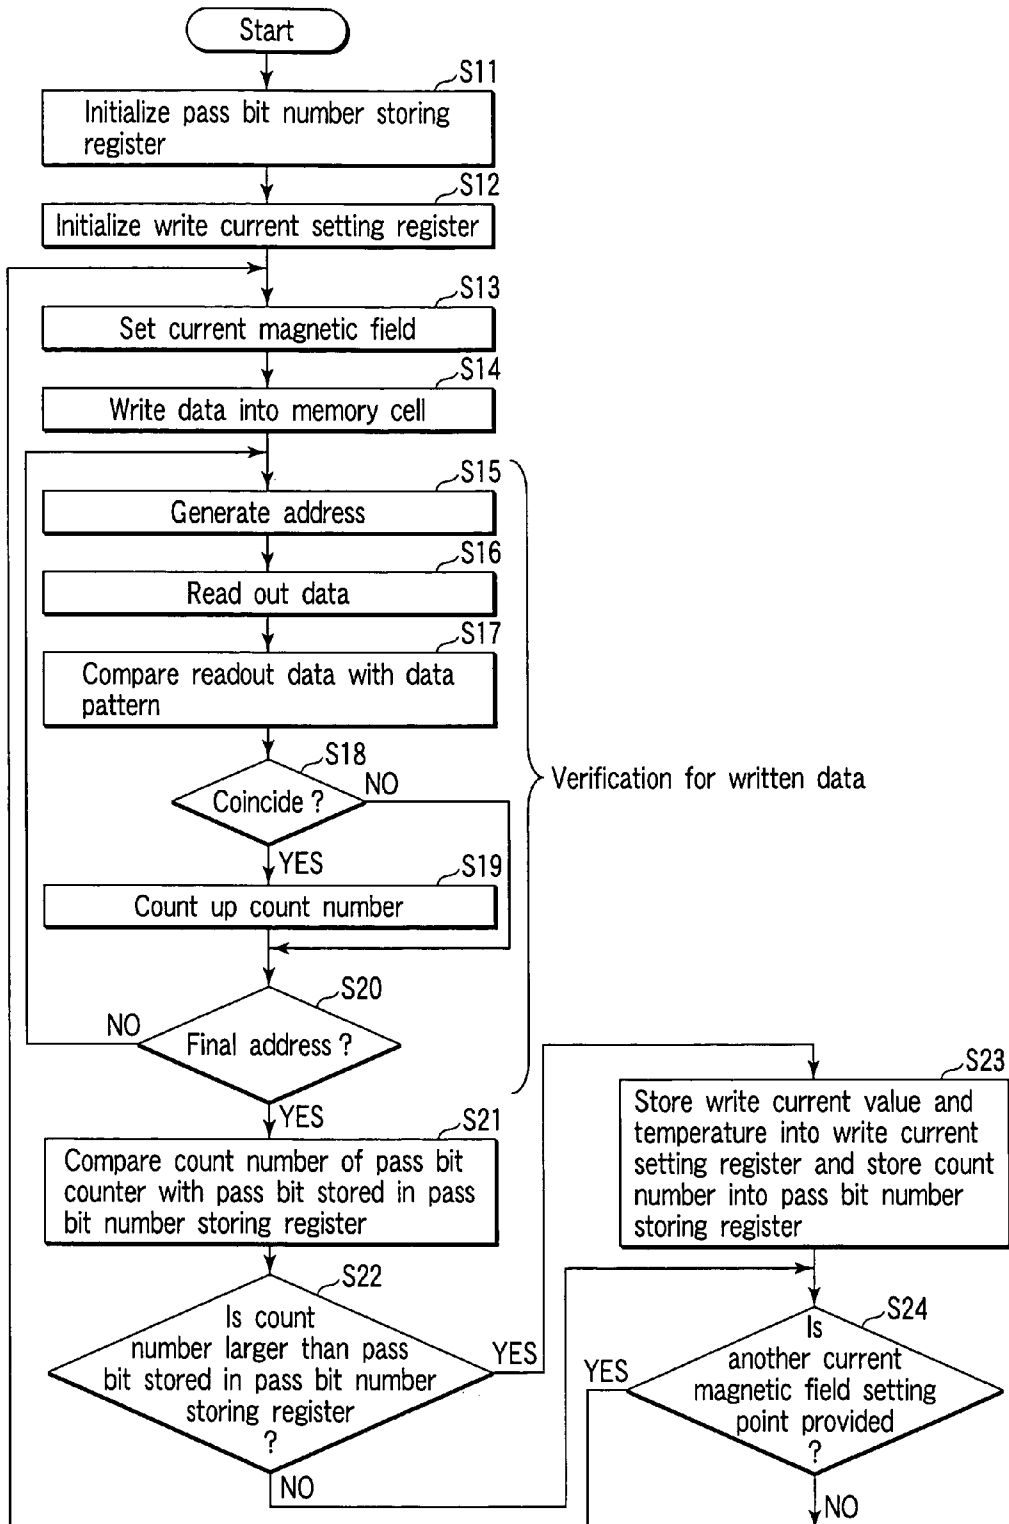 Start
S11
Initialize pass bit number storing
register
S12
Initialize write current setting register
S13
Set current magnetic field
S14
Write data into memory cell
S15
Generate address
S16
Read out data
S17
Compare readout data with data
pattern
S18
Coincide ?
NO
YES
Verification for written data
S19
Count up count number
S20
Final address ?
NO
YES
S21
Compare count number of pass bit
counter with pass bit stored in pass
bit number storing register
S22
Is count
number larger than pass
bit stored in pass bit number
storing register
?
YES
NO
S23
Store write current value and
temperature into write current
setting register and store count
number into pass bit number
storing register
S24
Is
another current
magnetic field setting
point provided
?
YES
NO